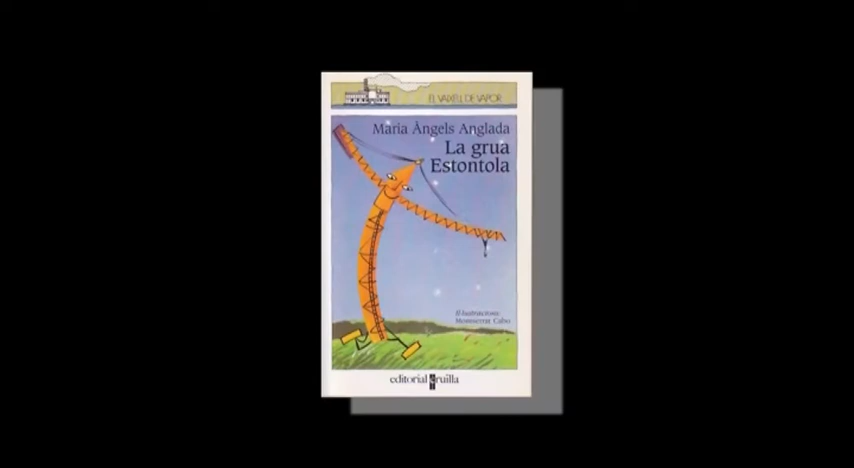 EL VAIXELL DE VAPOR
Maria Àngels Anglada
La grua
Estontola
Il·lustracions:
Montserrat Cabo
editorial cruïlla